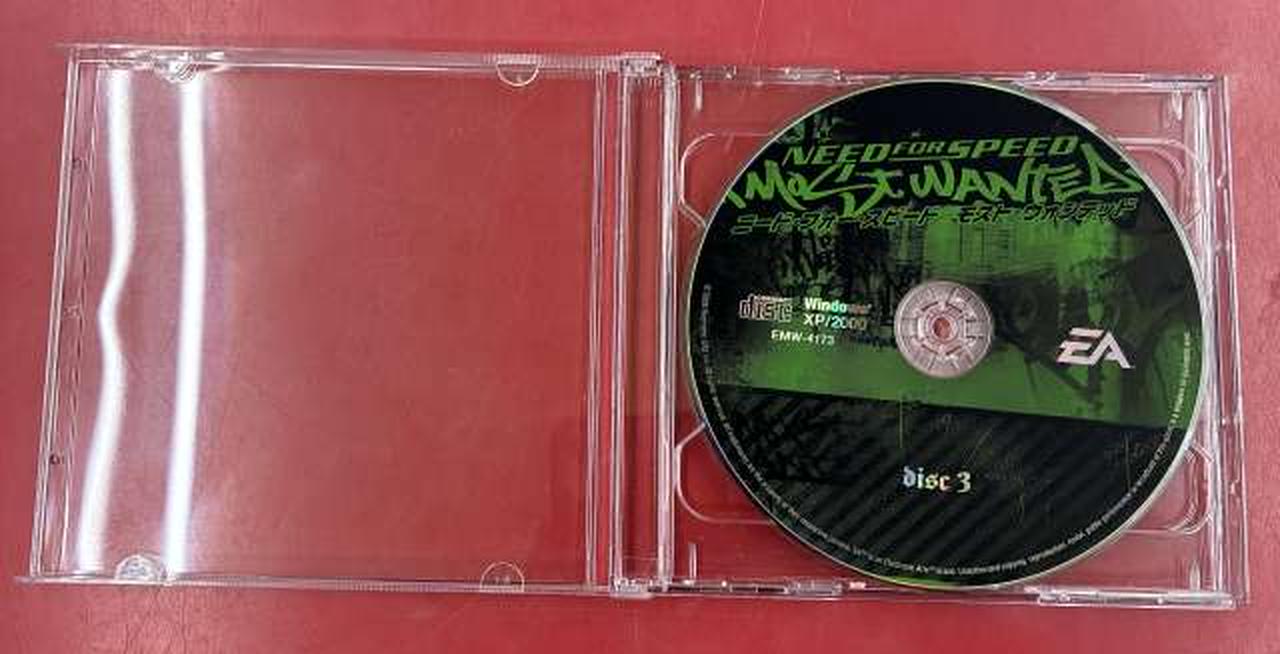 NEED FOR SPEED
MOST WANTED
ニード・フォー・スピード モスト・ウォンテッド
disc
Windows
XP/2000
EMW-4173
EA
disc 3